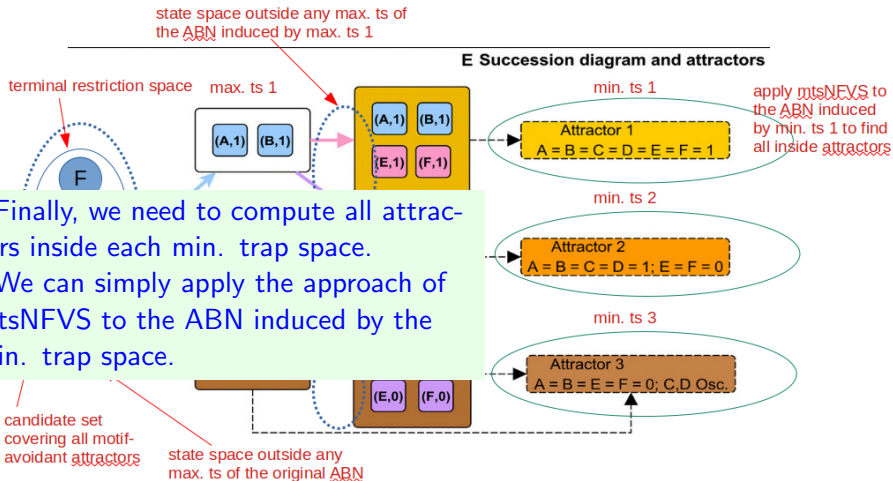 state space outside any max. ts of
the ABN induced by max. ts 1
E Succession diagram and attractors
terminal restriction space
max. ts 1
min. ts 1
apply mtsNFVS to
the ABN induced
by min. ts 1 to find
all inside attractors
(A,1) (B,1)
(A,1) (B,1)
(E,1) (F,1)
Attractor 1
A = B = C = D = E = F = 1
F
Finally, we need to compute all attrac-
rs inside each min. trap space.
We can simply apply the approach of
tsNFVS to the ABN induced by the
in. trap space.
min. ts 2
Attractor 2
A = B = C = D = 1; E = F = 0
min. ts 3
Attractor 3
A = B = E = F = 0; C,D Osc.
(E,0) (F,0)
candidate set
covering all motif-
avoidant attractors
state space outside any
max. ts of the original ABN